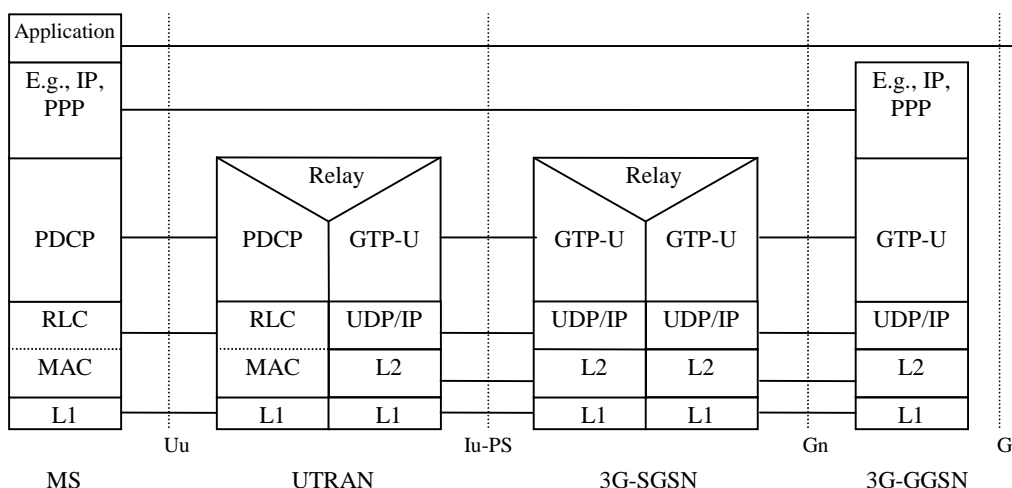 Application
E.g., IP,
PPP
E.g., IP,
PPP
Relay
Relay
PDCP
PDCP
GTP-U
GTP-U
GTP-U
GTP-U
RLC
RLC
UDP/IP
UDP/IP
UDP/IP
UDP/IP
MAC
MAC
L2
L2
L2
L2
L1
L1
L1
L1
L1
L1
Uu
Iu-PS
Gn
G
MS
UTRAN
3G-SGSN
3G-GGSN